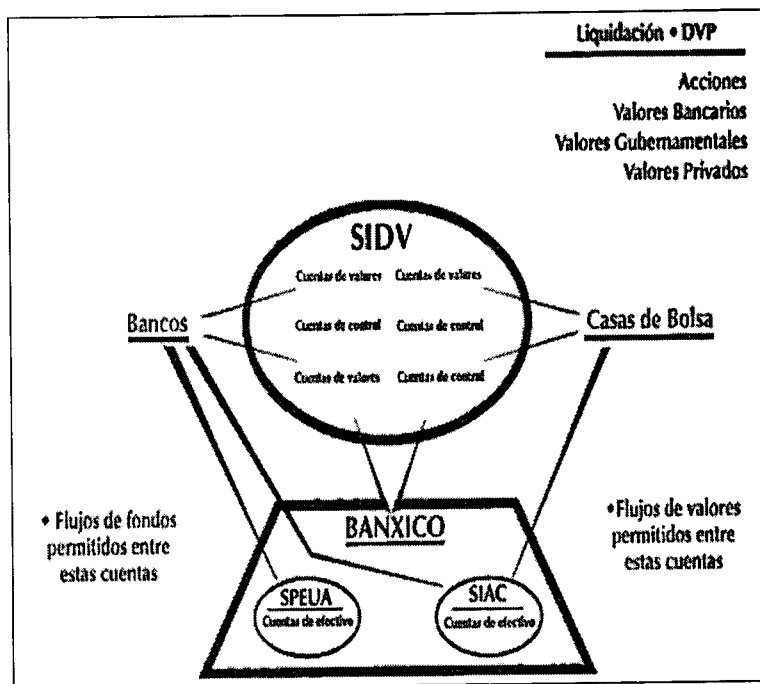 Liquidación • DVP
Acciones
Valores Bancarios
Valores Gubernamentales
Valores Privados
SIDV
Cuentas de valores Cuentas de valores
Bancos
Cuentas de control Cuentas de control
Casas de Bolsa
Cuentas de valores Cuentas de control
• Flujos de fondos
permitidos entre
estas cuentas
BANXICO
•Flujos de valores
permitidos entre
estas cuentas
SPEUA
Cuentas de efectivo
SIAC
Cuentas de efectivo